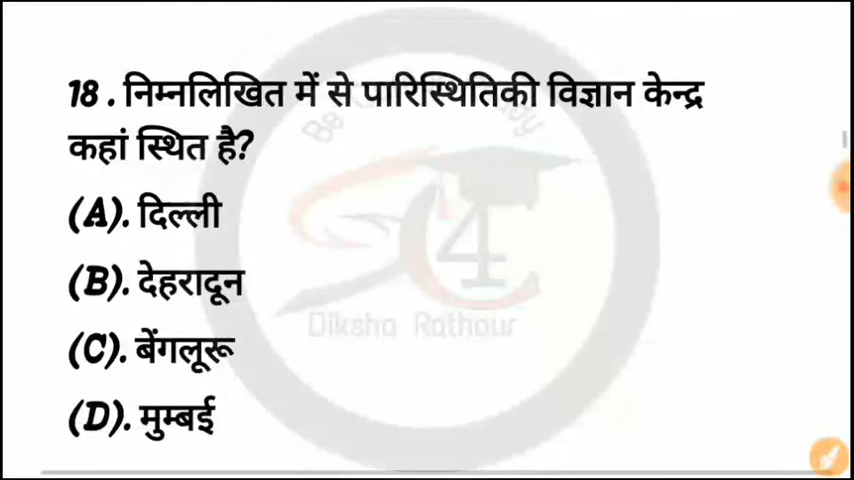 18 . निम्नलिखित में से पारिस्थितिकी विज्ञान केन्द्र
कहां स्थित है?
(A). दिल्ली
(B). देहरादून
(C). बेंगलूरू
(D). मुम्बई
Diksha Rathour